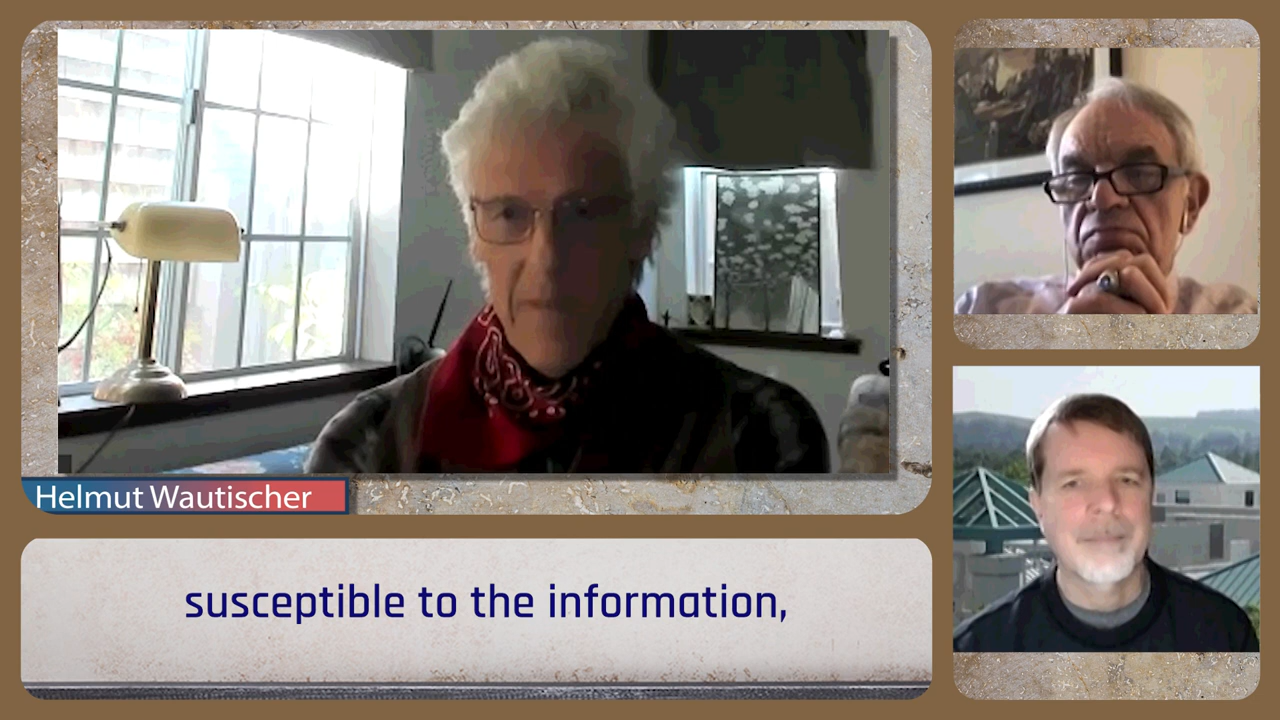 Helmut Wautischer
susceptible to the information,